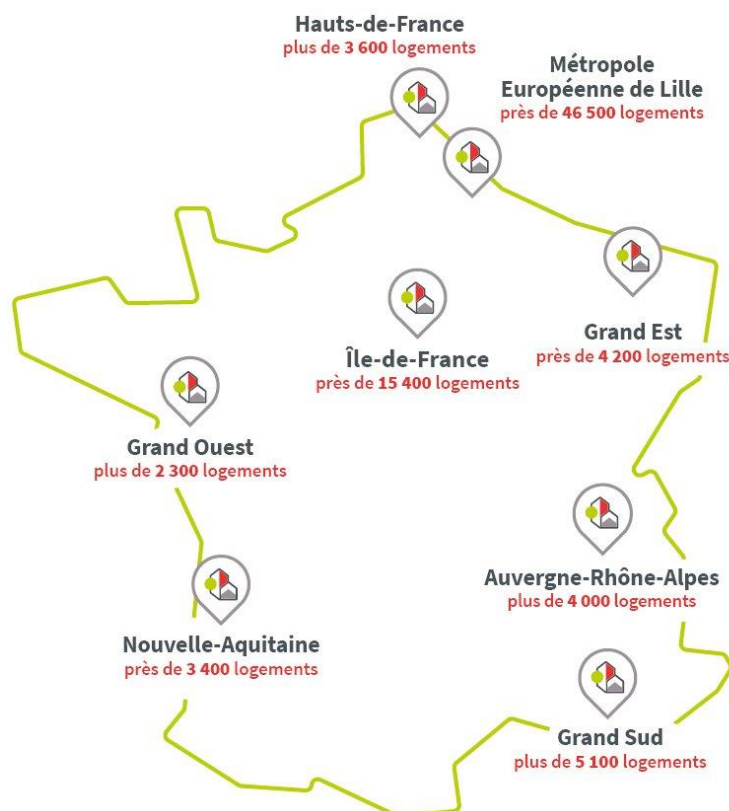 Hauts-de-France
plus de 3 600 logements
Métropole
Européenne de Lille
près de 46 500 logements
Grand Est
près de 4 200 logements
Île-de-France
près de 15 400 logements
Grand Ouest
plus de 2 300 logements
Auvergne-Rhône-Alpes
plus de 4 000 logements
Nouvelle-Aquitaine
près de 3 400 logements
Grand Sud
plus de 5 100 logements